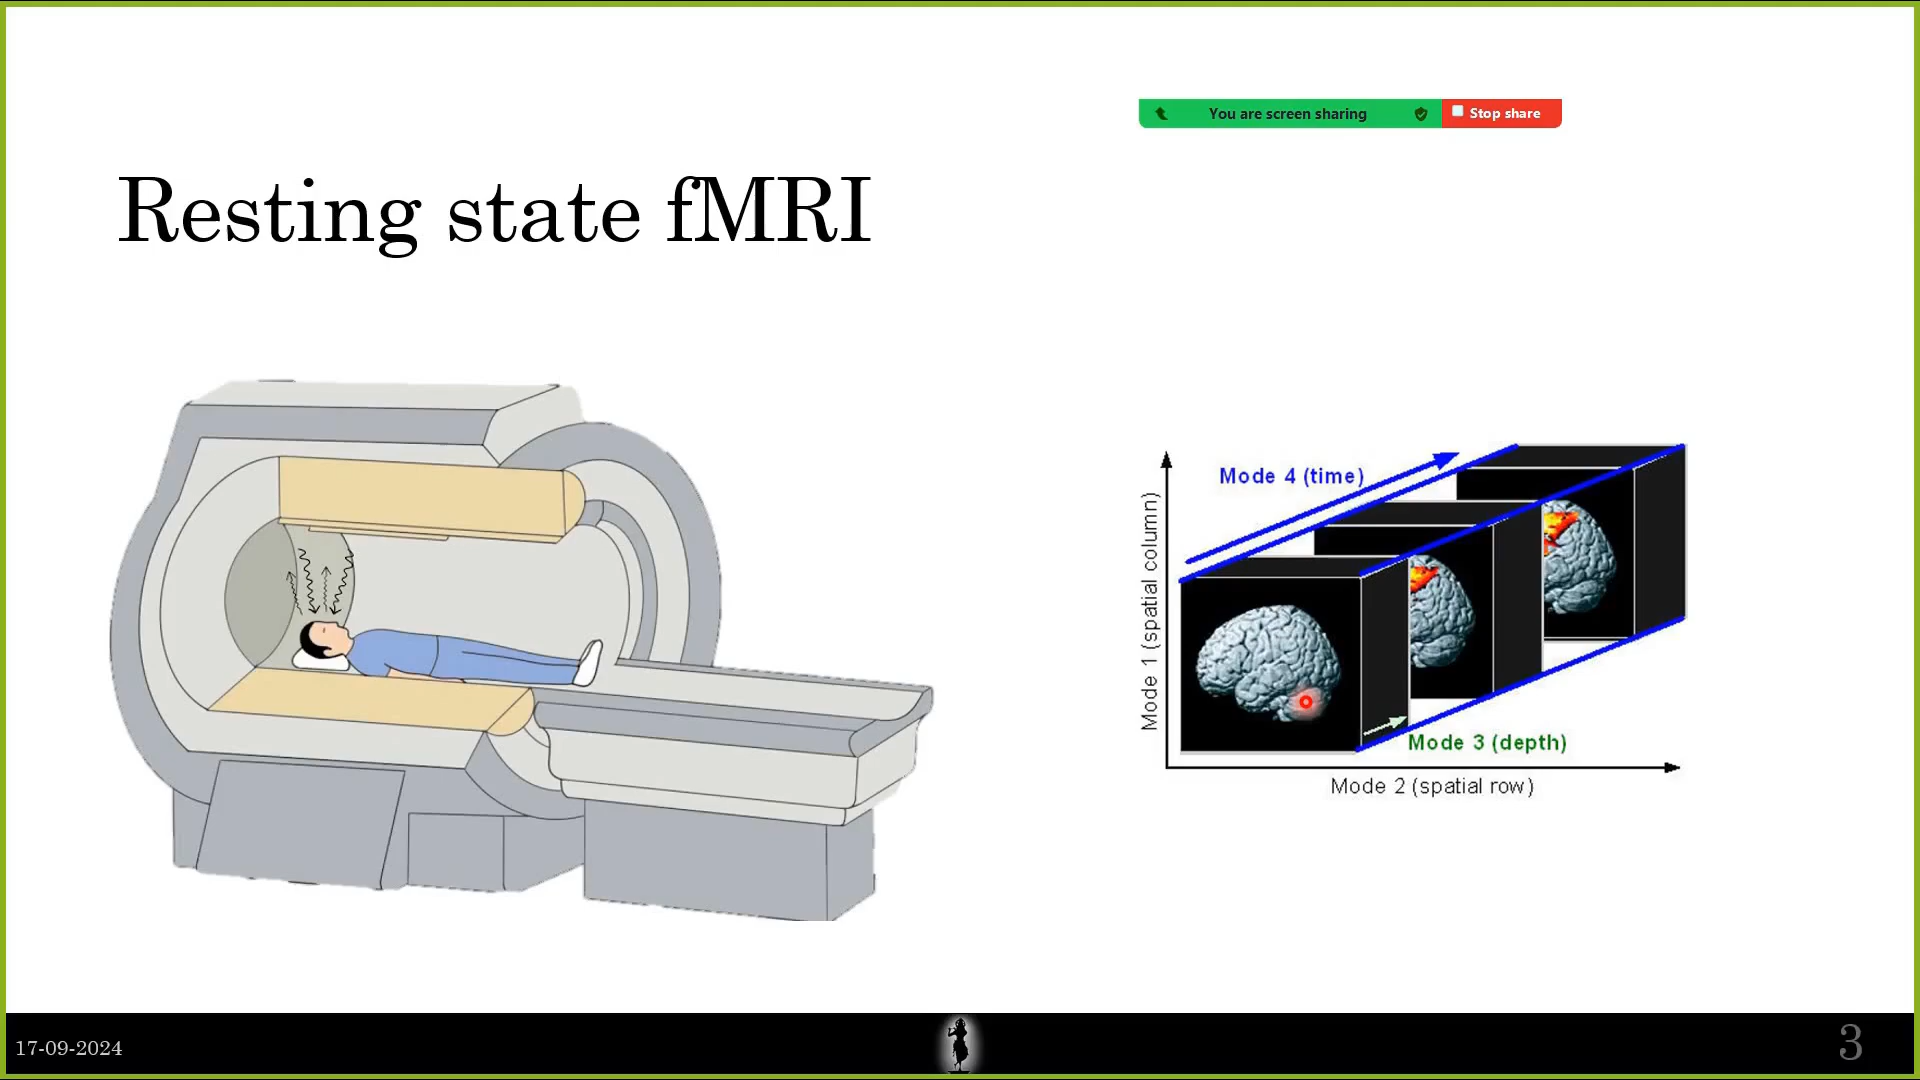 You are screen sharing
Stop share
Resting state fMRI
Mode 4 (time)
Mode 1 (spatial column)
Mode 3 (depth)
Mode 2 (spatial row)
17-09-2024
3